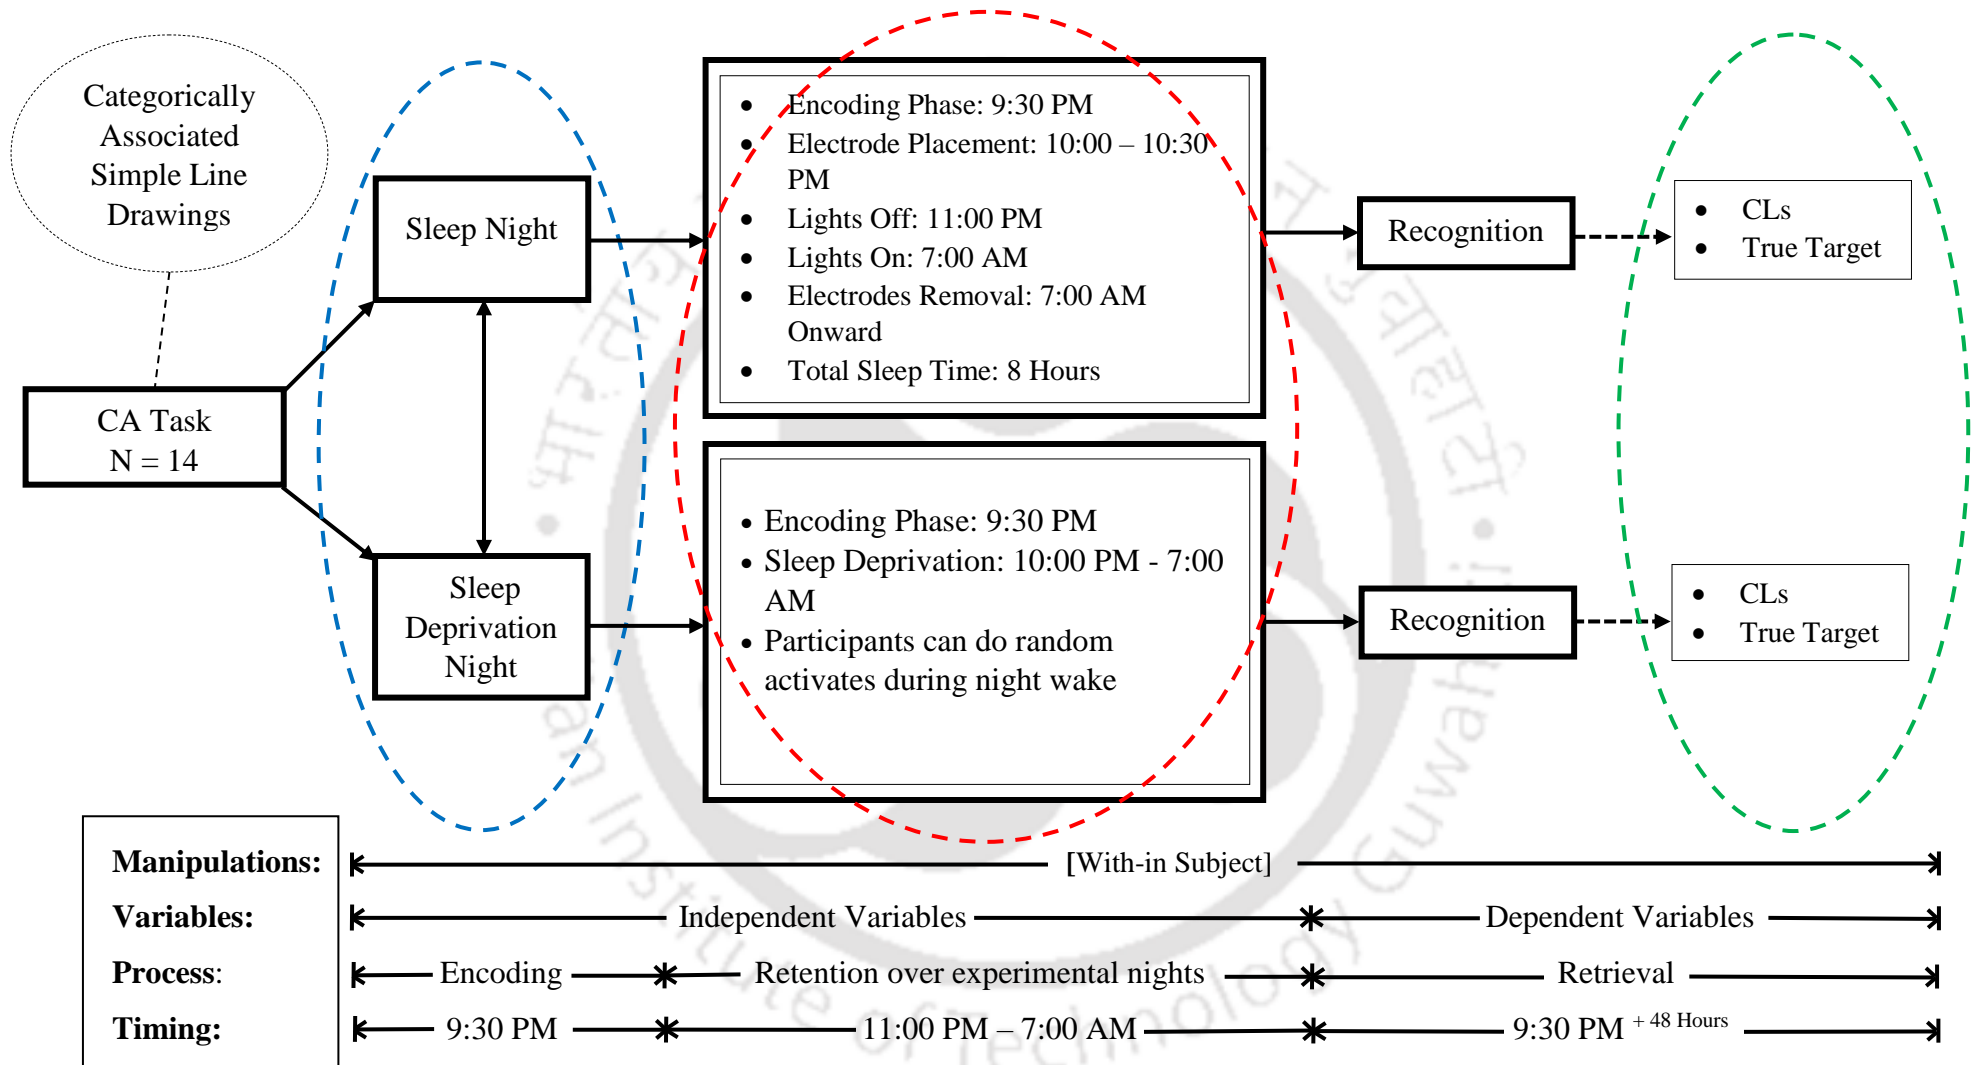 Categorically
Associated
Simple Line
Drawings
CA Task
N = 14
Sleep Night
Sleep
Deprivation
Night
• Encoding Phase: 9:30 PM
• Electrode Placement: 10:00 – 10:30
PM
• Lights Off: 11:00 PM
• Lights On: 7:00 AM
• Electrodes Removal: 7:00 AM
Onward
• Total Sleep Time: 8 Hours
• Encoding Phase: 9:30 PM
• Sleep Deprivation: 10:00 PM - 7:00
AM
• Participants can do random
activates during night wake
Recognition
• CLs
• True Target
Recognition
• CLs
• True Target
Manipulations: [With-in Subject]
Variables: Independent Variables Dependent Variables
Process: Encoding Retention over experimental nights Retrieval
Timing: 9:30 PM 11:00 PM – 7:00 AM 9:30 PM + 48 Hours
Institute of Technology Guwahati